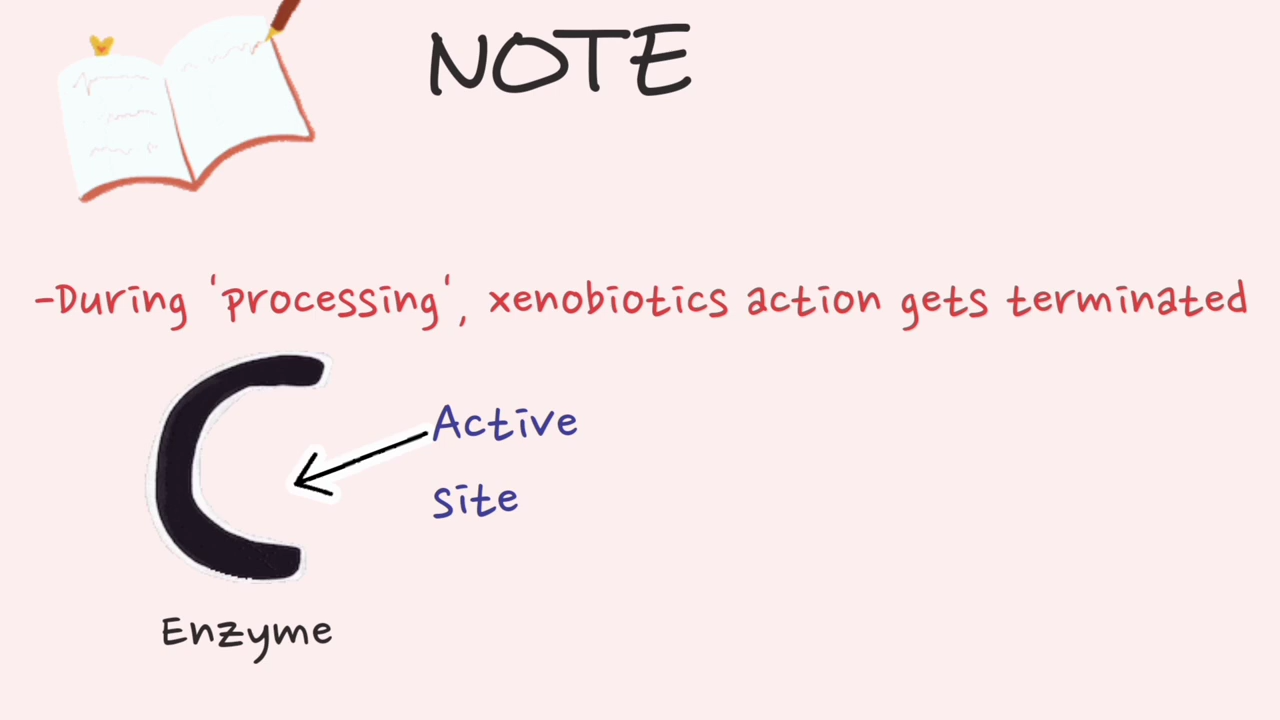 NOTE
-During 'processing', xenobiotics action gets terminated
Active
site
Enzyme